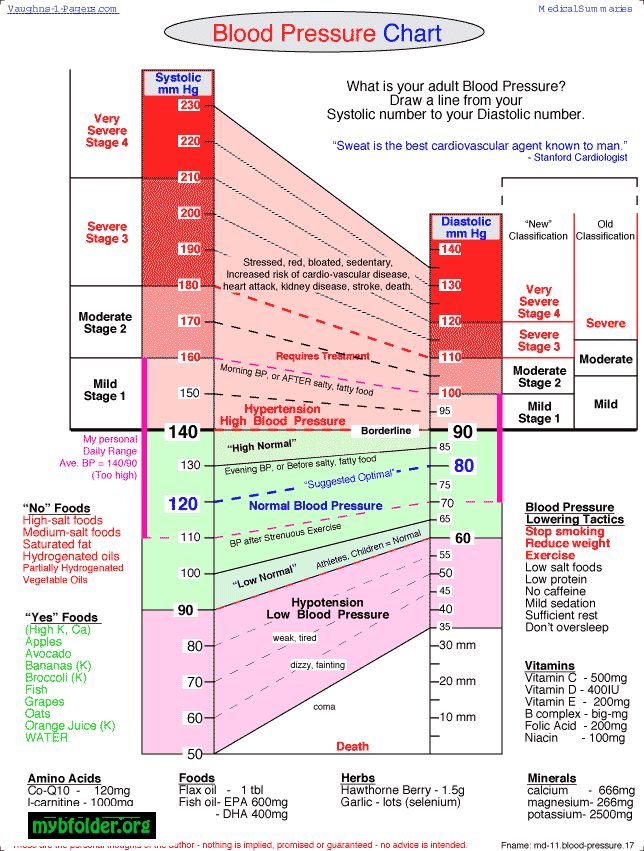 Vaughns-1-Pagers.com
MedicalSummaries
Blood Pressure Chart
What is your adult Blood Pressure?
Draw a line from your
Systolic number to your Diastolic number.
"Sweat is the best cardiovascular agent known to man."
- Stanford Cardiologist
Systolic
mm Hg
230
220
210
200
190
180
170
160
150
140
130
120
110
100
90
80
70
60
50
Very
Severe
Stage 4
Severe
Stage 3
Moderate
Stage 2
Mild
Stage 1
My personal
Daily Range
Ave. BP = 140/90
(Too high)
Stressed, red, bloated, sedentary,
Increased risk of cardio-vascular disease,
heart attack, kidney disease, stroke, death.
Requires Treatment
Morning BP, or AFTER salty, fatty food
Hypertension
High Blood Pressure
Borderline
"High Normal"
Evening BP, or Before salty, fatty food
"Suggested Optimal"
Normal Blood Pressure
BP after Strenuous Exercise
Athletes, Children = Normal
"Low Normal"
Hypotension
Low Blood Pressure
weak, tired
dizzy, fainting
coma
Death
Diastolic
mm Hg
140
130
120
110
100
95
90
85
80
75
70
65
60
55
50
45
40
35
30 mm
20 mm
10 mm
"New"
Classification
Very
Severe
Stage 4
Severe
Stage 3
Moderate
Stage 2
Mild
Stage 1
Old
Classification
Severe
Moderate
Mild
"No" Foods
High-salt foods
Medium-salt foods
Saturated fat
Hydrogenated oils
Partially Hydrogenated
Vegetable Oils
"Yes" Foods
(High K, Ca)
Apples
Avocado
Bananas (K)
Broccoli (K)
Fish
Grapes
Oats
Orange Juice (K)
WATER
Blood Pressure
Lowering Tactics
Stop smoking
Reduce weight
Exercise
Low salt foods
Low protein
No caffeine
Mild sedation
Sufficient rest
Don't oversleep
Vitamins
Vitamin C - 500mg
Vitamin D - 400IU
Vitamin E - 200mg
B complex - big-mg
Folic Acid - 200mg
Niacin - 100mg
Amino Acids
Co-Q10 - 120mg
l-carnitine - 1000mg
Foods
Flax oil - 1 tbl
Fish oil- EPA 600mg
- DHA 400mg
Herbs
Hawthorne Berry - 1.5g
Garlic - lots (selenium)
Minerals
calcium - 666mg
magnesium- 266mg
potassium- 2500mg
mybfolder.org
These are the personal thoughts of the author - nothing is implied, promised or guaranteed - no advice is intended.
Fname: md-11.blood-pressure.17